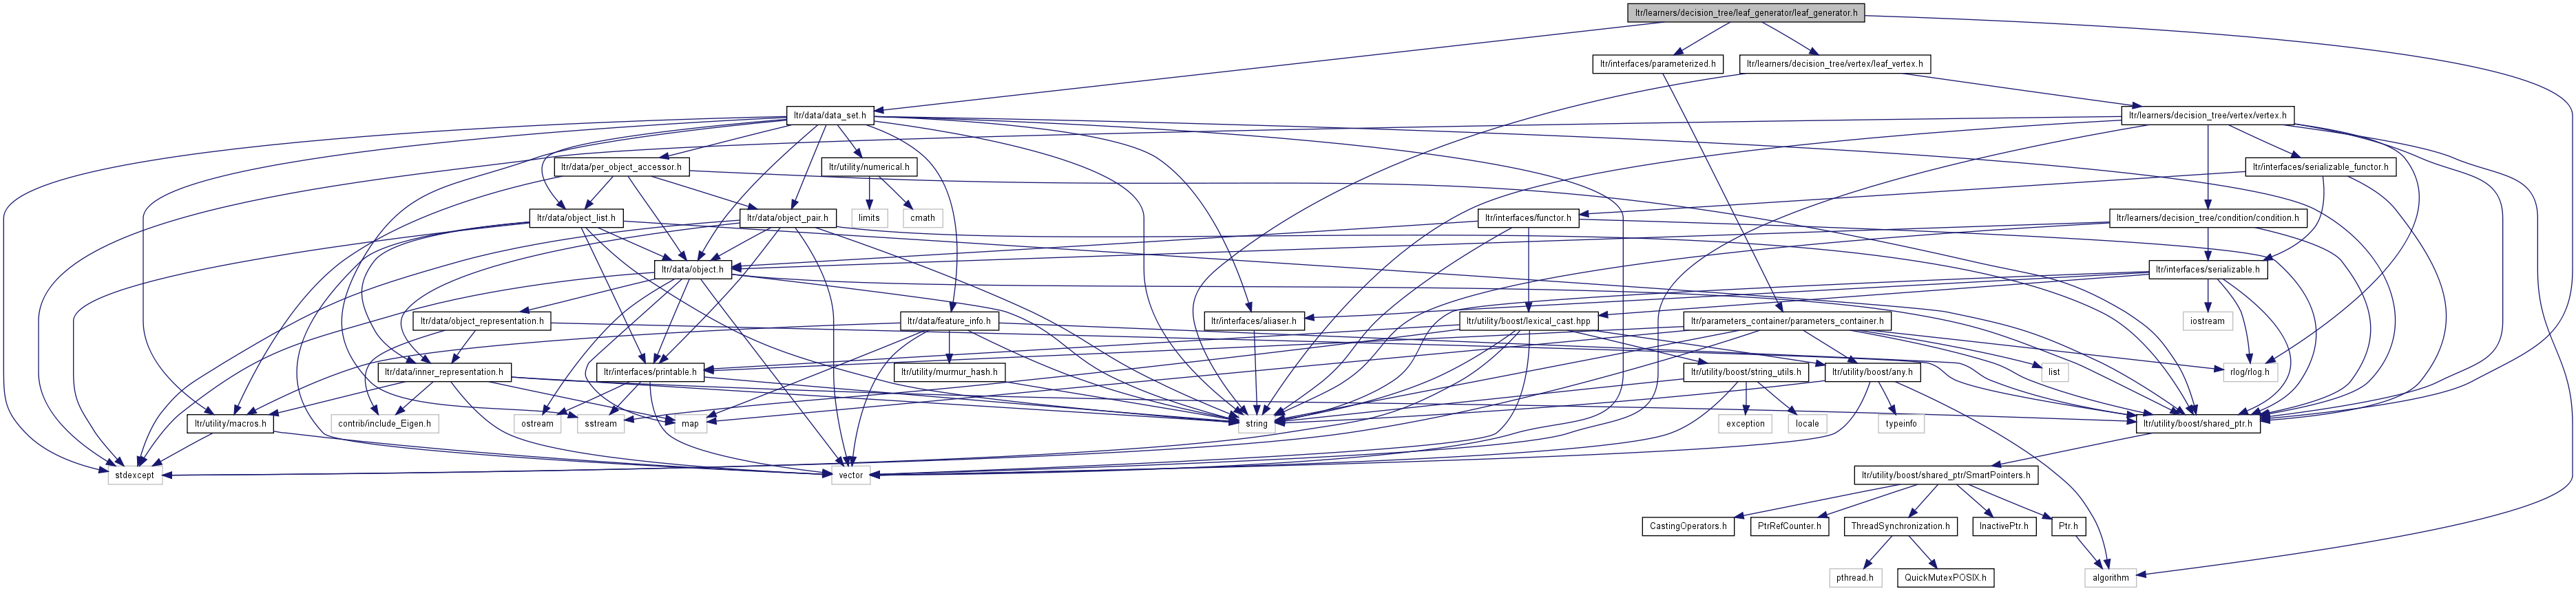 ltr/learners/decision_tree/leaf_generator/leaf_generator.h
ltr/interfaces/parameterized.h
ltr/learners/decision_tree/vertex/leaf_vertex.h
ltr/data/data_set.h
ltr/learners/decision_tree/vertex/vertex.h
ltr/data/per_object_accessor.h
ltr/utility/numerical.h
ltr/interfaces/serializable_functor.h
ltr/data/object_list.h
ltr/data/object_pair.h
limits
cmath
ltr/interfaces/functor.h
ltr/learners/decision_tree/condition/condition.h
ltr/data/object.h
ltr/interfaces/serializable.h
ltr/data/object_representation.h
ltr/data/feature_info.h
ltr/interfaces/aliaser.h
ltr/utility/boost/lexical_cast.hpp
ltr/parameters_container/parameters_container.h
iostream
ltr/data/inner_representation.h
ltr/interfaces/printable.h
ltr/utility/murmur_hash.h
ltr/utility/boost/string_utils.h
ltr/utility/boost/any.h
list
rlog/rlog.h
ltr/utility/macros.h
contrib/include_Eigen.h
ostream
sstream
map
string
exception
locale
typeinfo
ltr/utility/boost/shared_ptr.h
stdexcept
vector
ltr/utility/boost/shared_ptr/SmartPointers.h
CastingOperators.h
PtrRefCounter.h
ThreadSynchronization.h
InactivePtr.h
Ptr.h
pthread.h
QuickMutexPOSIX.h
algorithm